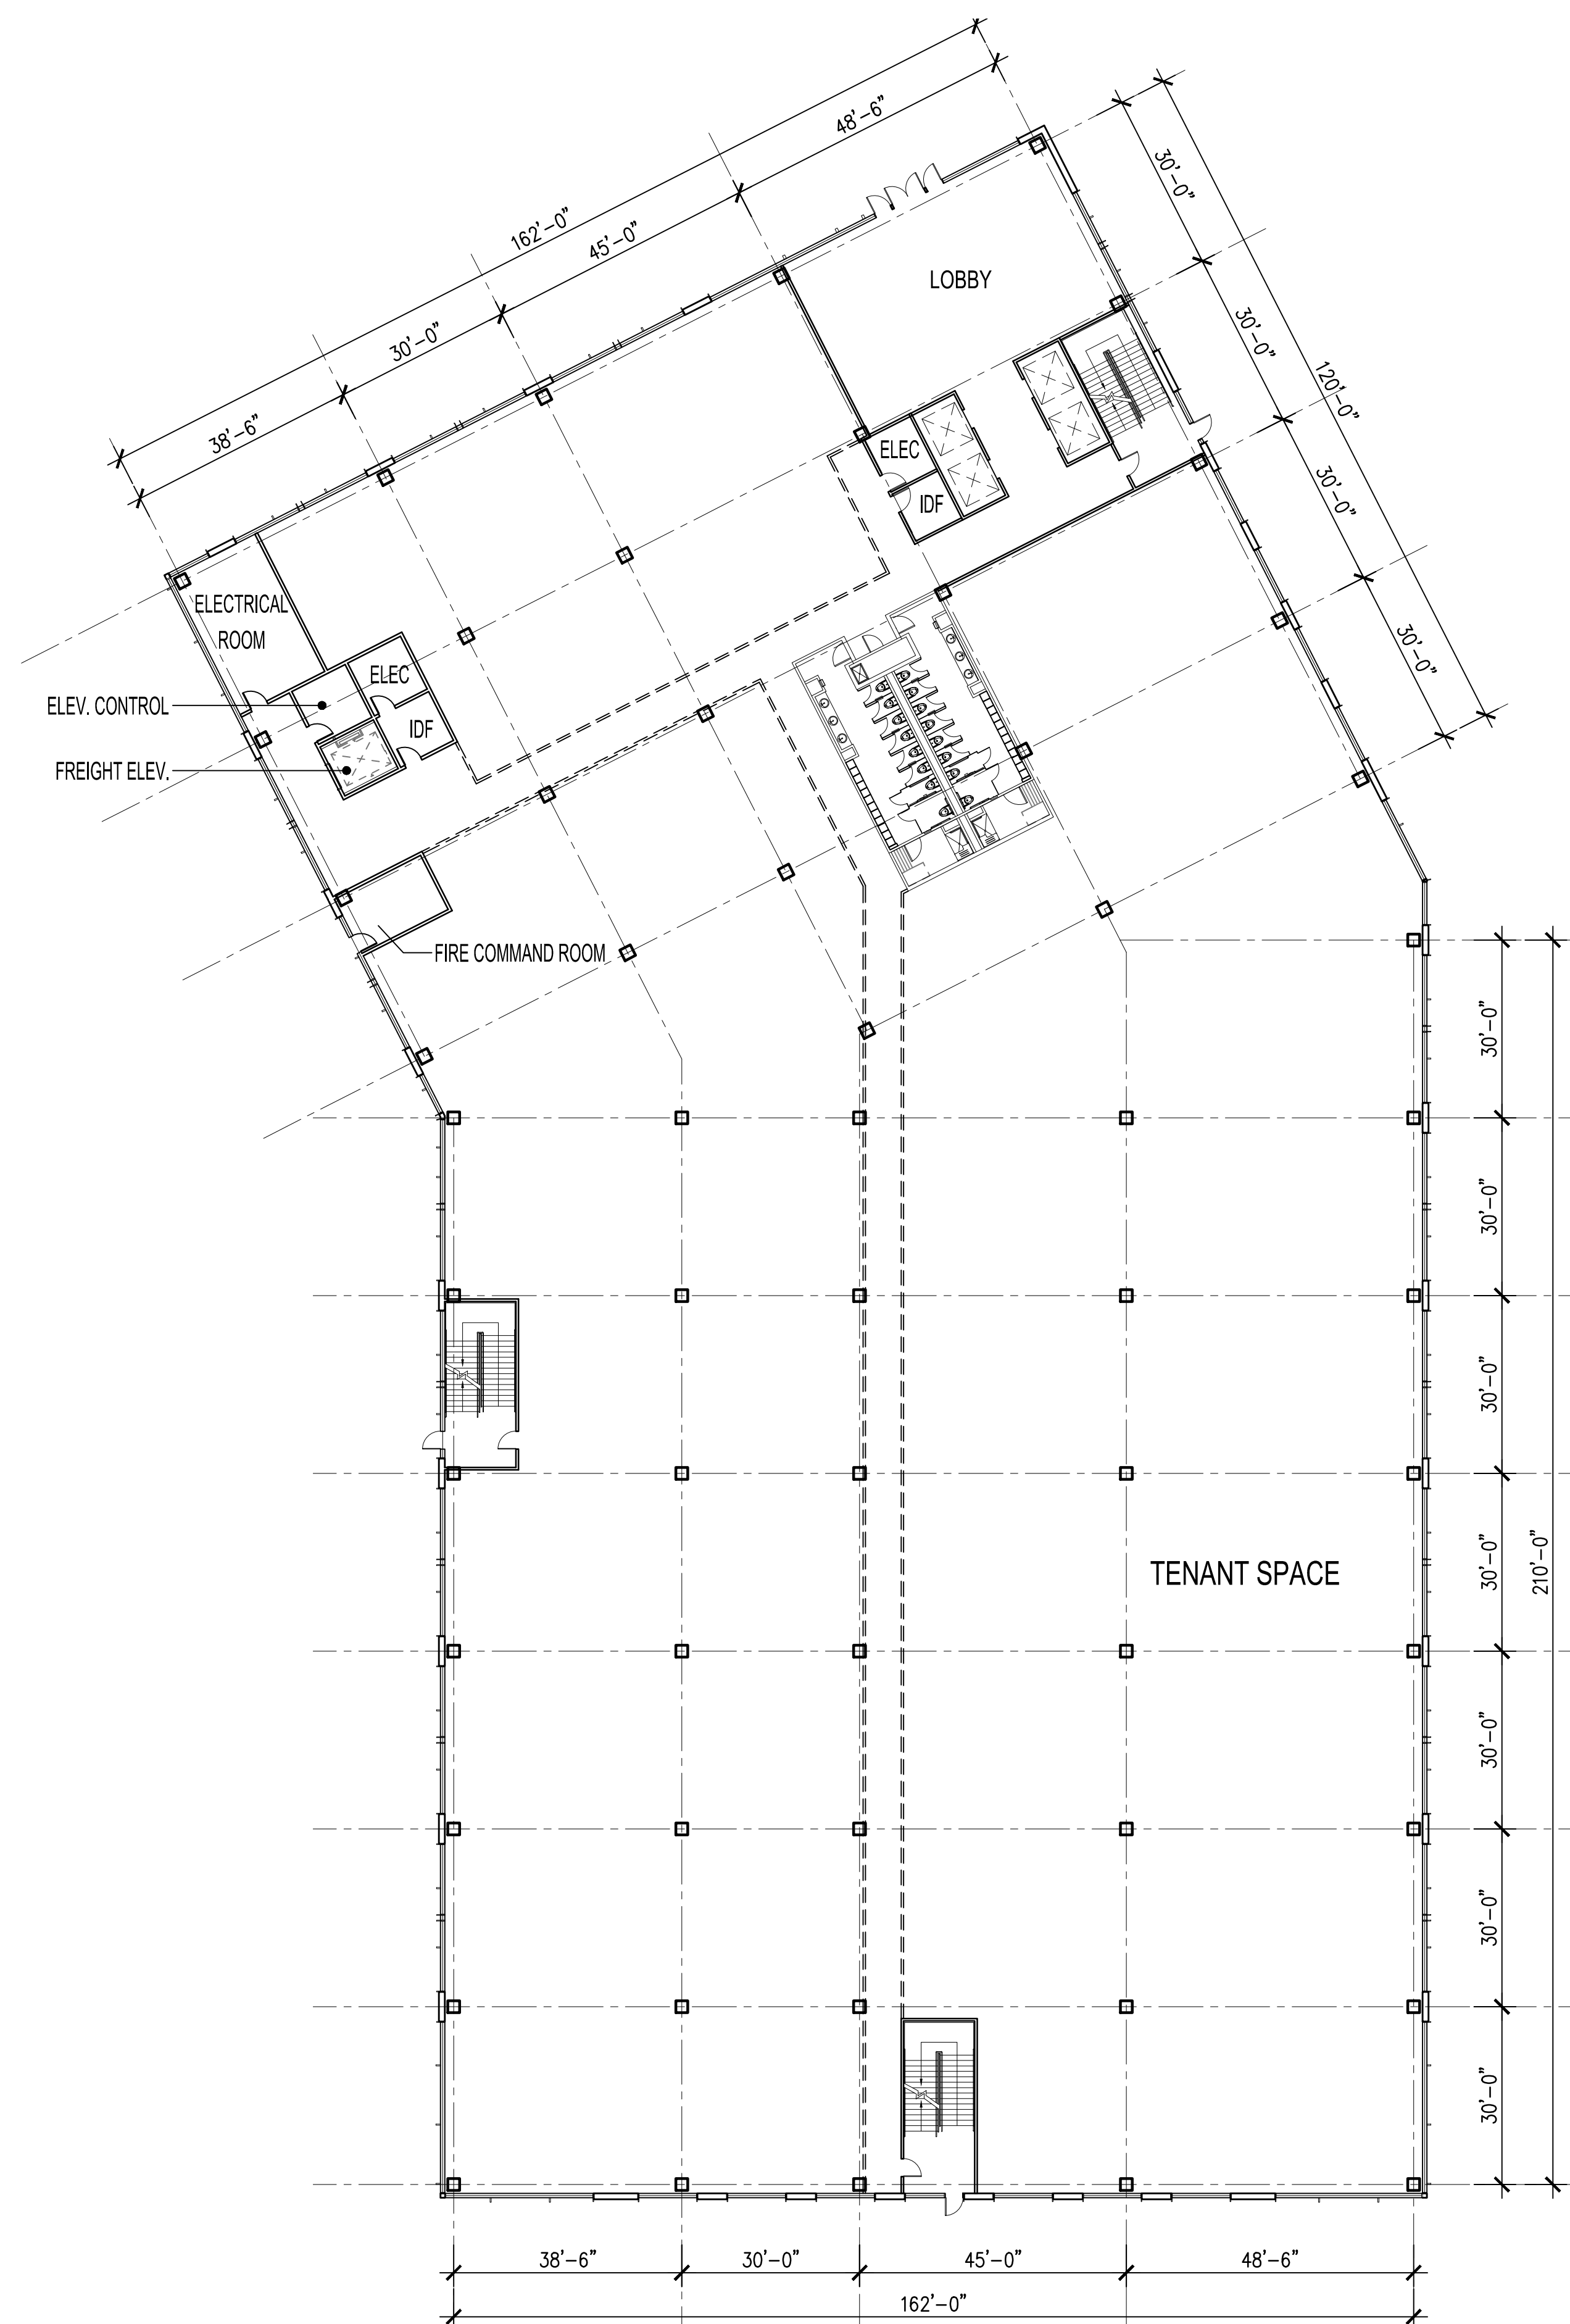 48’-6”
162’-0”
45’-0”
30’-0”
38’-6”
30’-0”
30’-0”
120’-0”
30’-0”
30’-0”
LOBBY
ELEC
IDF
ELECTRICAL
ROOM
ELEC
ELEV. CONTROL
IDF
FREIGHT ELEV.
FIRE COMMAND ROOM
30’-0”
30’-0”
30’-0”
30’-0”
210’-0”
TENANT SPACE
30’-0”
30’-0”
30’-0”
38’-6”
30’-0”
45’-0”
48’-6”
162’-0”